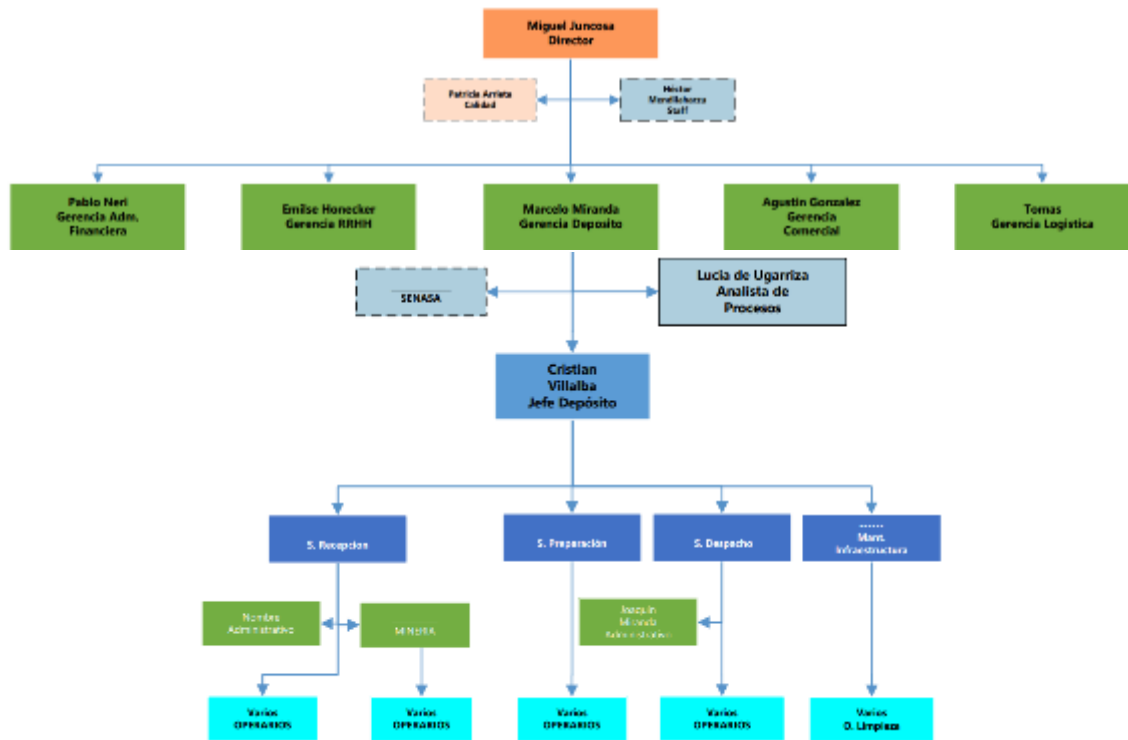 Miguel Juncosa
Director
Patricia Arrieta
Calidad
Héctor
Mendilaharzu
Staff
Pablo Neri
Gerencia Adm.
Financiera
Emilse Honecker
Gerencia RRHH
Marcelo Miranda
Gerencia Deposito
Agustin Gonzalez
Gerencia
Comercial
Tomas
Gerencia Logistica
SENASA
Lucia de Ugarriza
Analista de
Procesos
Cristian
Villalba
Jefe Depósito
S. Recepcion
S. Preparación
S. Despacho
------
Mant.
Infraestructura
Nombre
Administrativo
MINERIA
Joaquin
Miranda
Administrativo
Varios
OPERARIOS
Varios
OPERARIOS
Varios
OPERARIOS
Varios
OPERARIOS
Varios
O. Limpieza